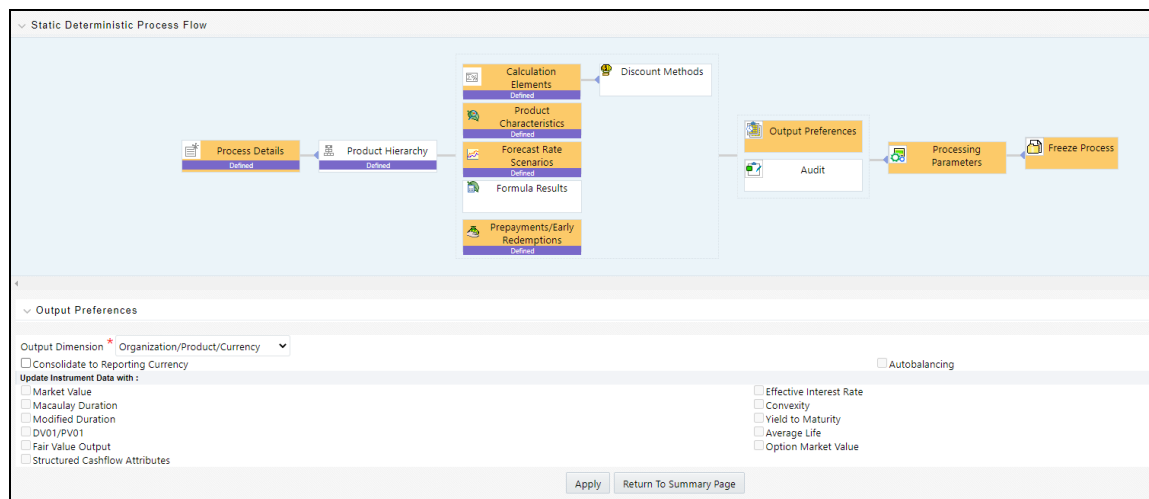 Static Deterministic Process Flow
Calculation
Elements
Defined
Discount Methods
Product
Characteristics
Defined
Process Details
Defined
Product Hierarchy
Defined
Forecast Rate
Scenarios
Defined
Formula Results
Prepayments/Early
Redemptions
Defined
Output Preferences
Audit
Processing
Parameters
Freeze Process
Output Preferences
Output Dimension * Organization/Product/Currency
Consolidate to Reporting Currency Autobalancing
Update Instrument Data with :
Market Value Effective Interest Rate
Macaulay Duration Convexity
Modified Duration Yield to Maturity
DV01/PV01 Average Life
Fair Value Output Option Market Value
Structured Cashflow Attributes
Apply Return To Summary Page